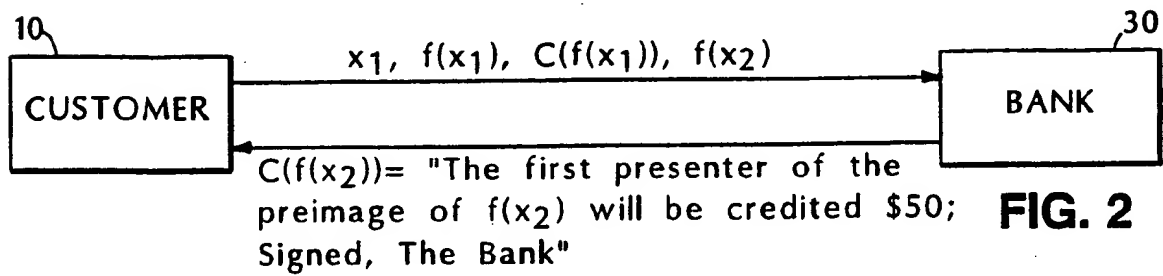 10
30
x1, f(x1), C(f(x1)), f(x2)
CUSTOMER
BANK
C(f(x2))= "The first presenter of the
preimage of f(x2) will be credited $50;
Signed, The Bank"
FIG. 2